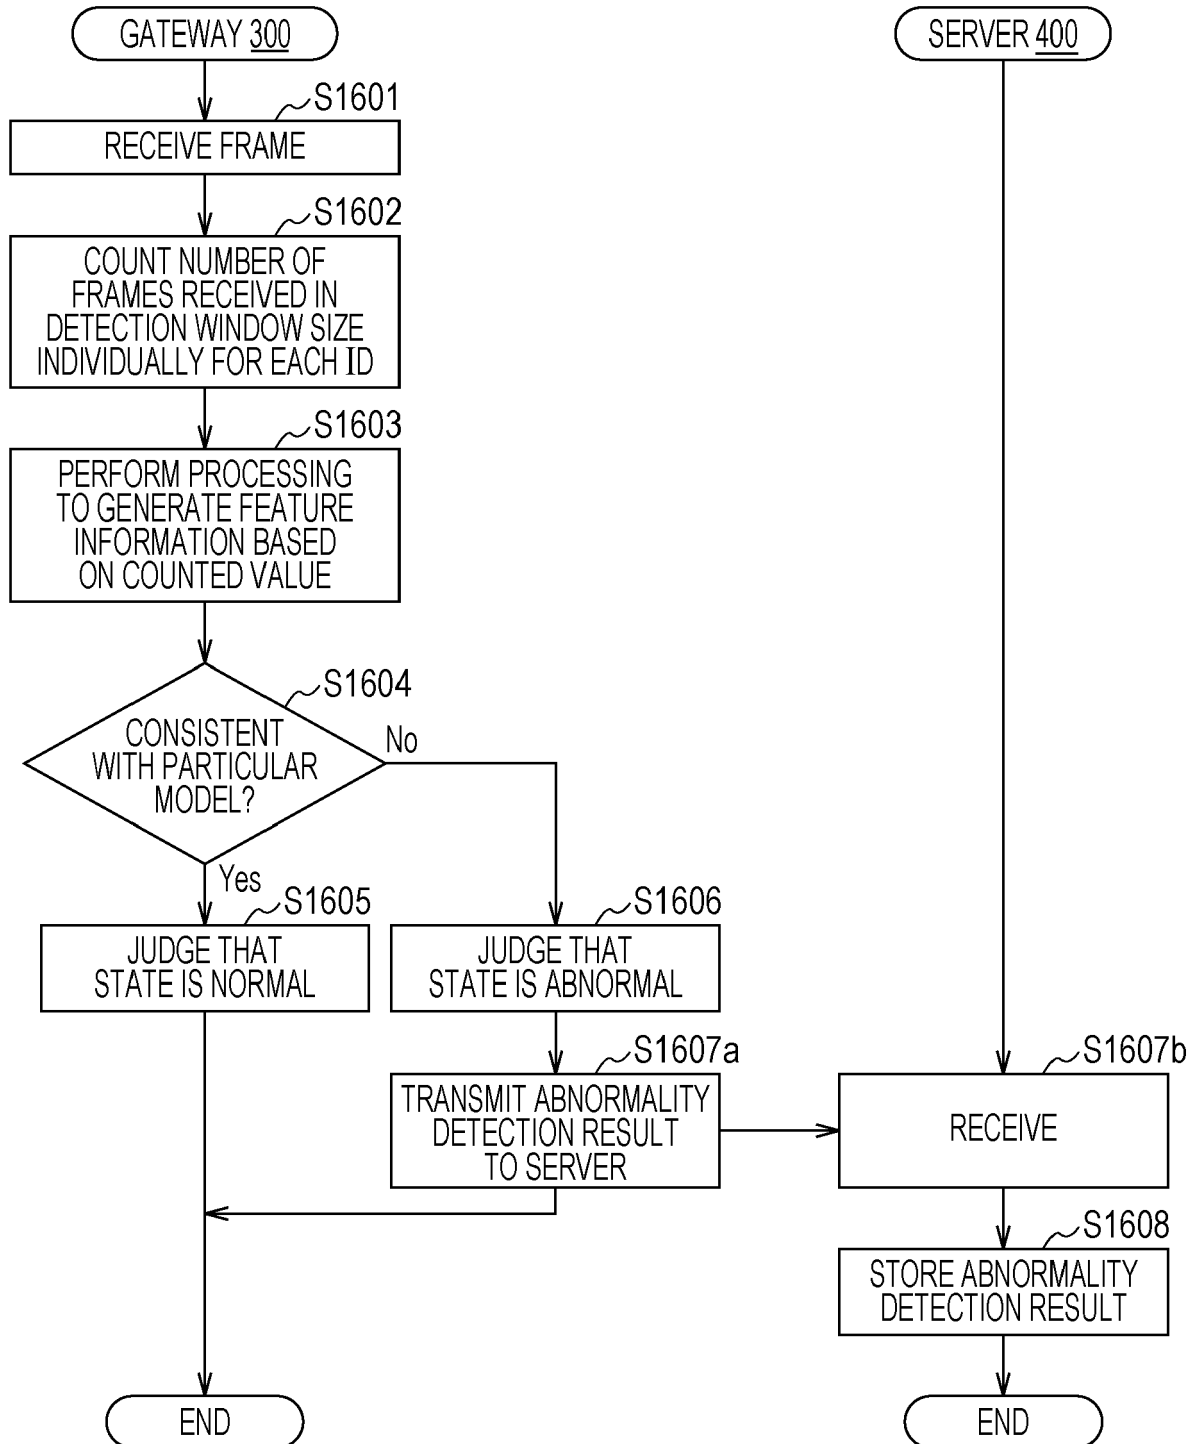 GATEWAY 300
SERVER 400
S1601
RECEIVE FRAME
S1602
COUNT NUMBER OF
FRAMES RECEIVED IN
DETECTION WINDOW SIZE
INDIVIDUALLY FOR EACH ID
S1603
PERFORM PROCESSING
TO GENERATE FEATURE
INFORMATION BASED
ON COUNTED VALUE
S1604
CONSISTENT
WITH PARTICULAR
MODEL?
No
Yes
S1605
JUDGE THAT
STATE IS NORMAL
S1606
JUDGE THAT
STATE IS ABNORMAL
S1607a
TRANSMIT ABNORMALITY
DETECTION RESULT
TO SERVER
S1607b
RECEIVE
S1608
STORE ABNORMALITY
DETECTION RESULT
END
END